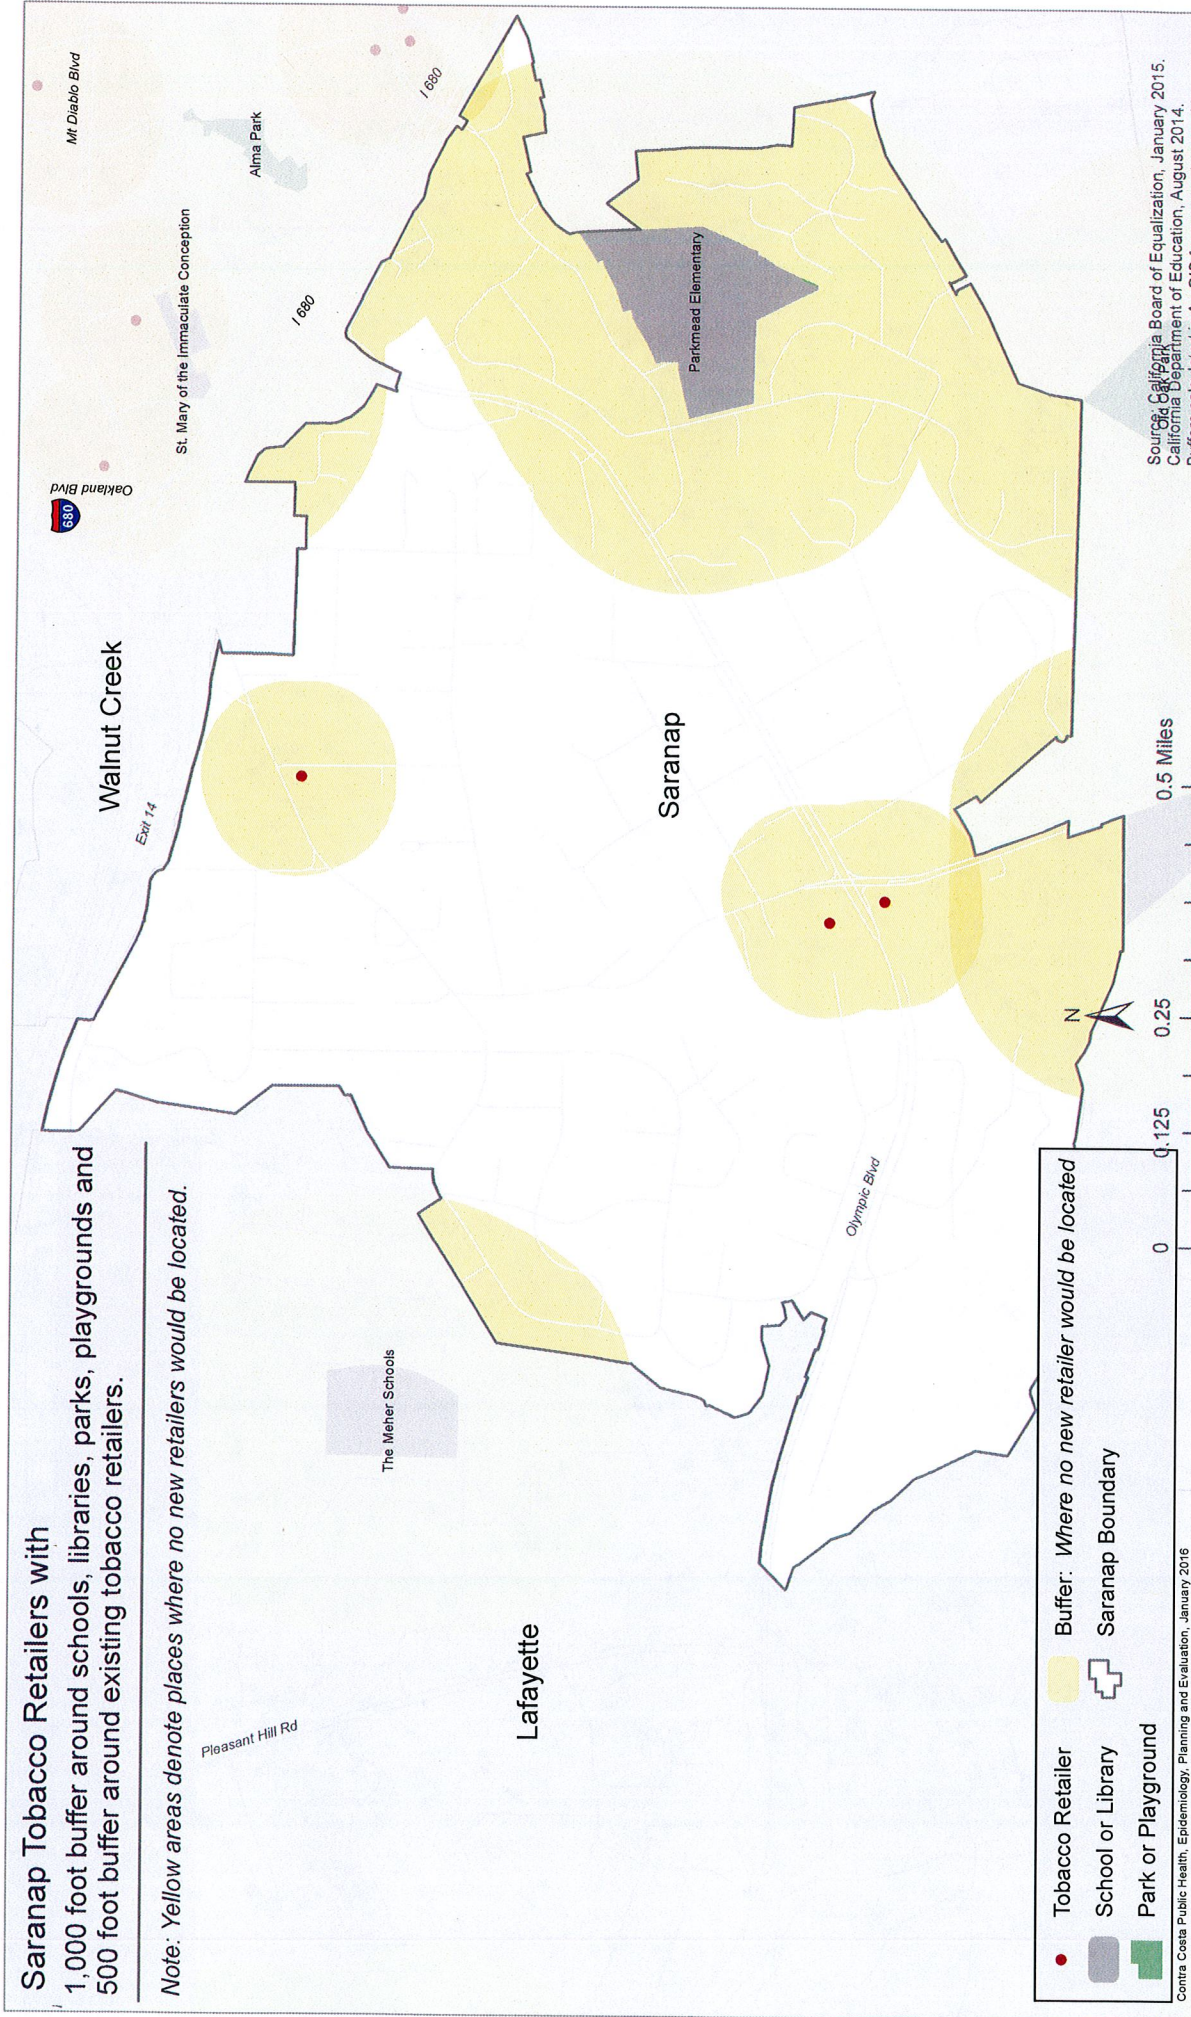 Saranap Tobacco Retailers with
1,000 foot buffer around schools, libraries, parks, playgrounds and
500 foot buffer around existing tobacco retailers.
Note: Yellow areas denote places where no new retailers would be located.
Pleasant Hill Rd
Lafayette
The Meher Schools
Walnut Creek
Exit 14
680
Oakland Blvd
St. Mary of the Immaculate Conception
Mt Diablo Blvd
Alma Park
I 680
I 680
Parkmead Elementary
Saranap
Olympic Blvd
N
Old Oak Park
Tobacco Retailer
School or Library
Park or Playground
Buffer: Where no new retailer would be located
Saranap Boundary
0
0.125
0.25
0.5 Miles
Source: California Board of Equalization, January 2015.
California Department of Education, August 2014.
Contra Costa Public Health, Epidemiology, Planning and Evaluation, January 2016